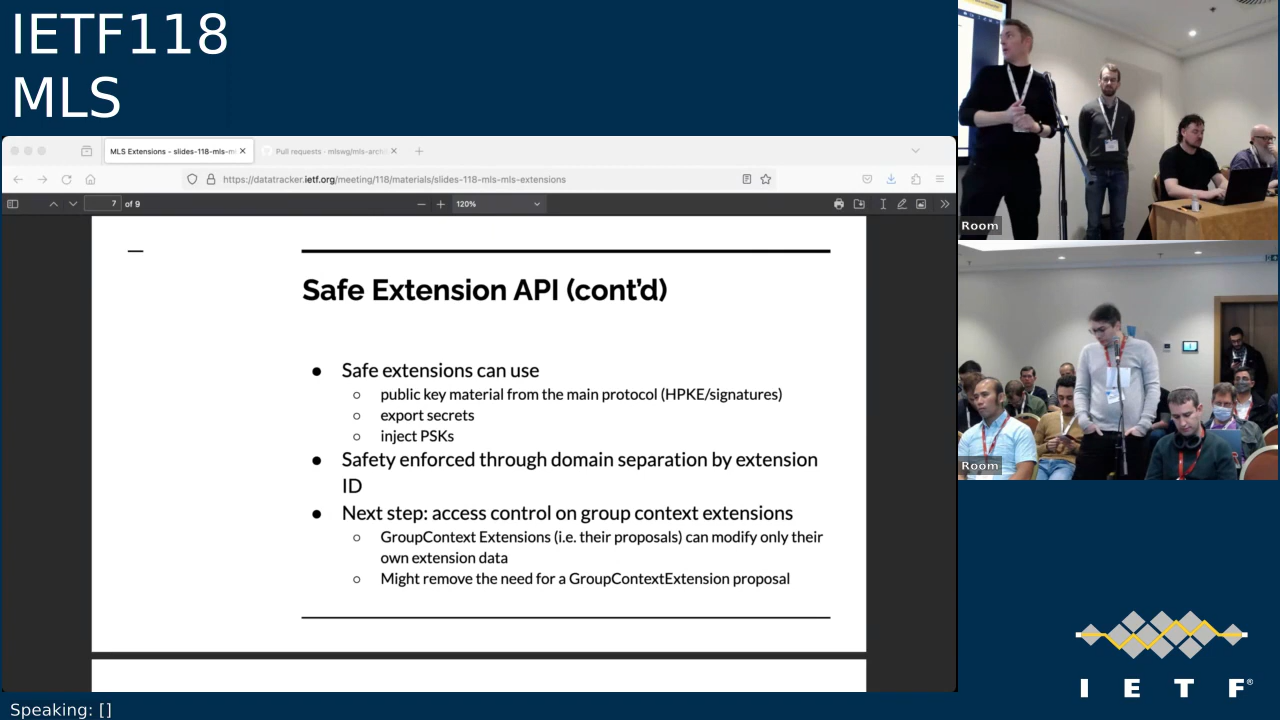 IETF118
MLS
MLS Extensions – slides-118-mls-m
Pull requests · mlswg/mls-arch
https://datatracker.ietf.org/meeting/118/materials/slides-118-mls-mls-extensions
7 of 9
120%
Safe Extension API (cont'd)
● Safe extensions can use
○ public key material from the main protocol (HPKE/signatures)
○ export secrets
○ inject PSKs
● Safety enforced through domain separation by extension
ID
● Next step: access control on group context extensions
○ GroupContext Extensions (i.e. their proposals) can modify only their
own extension data
○ Might remove the need for a GroupContextExtension proposal
Room
Room
I E T F®
Speaking: []